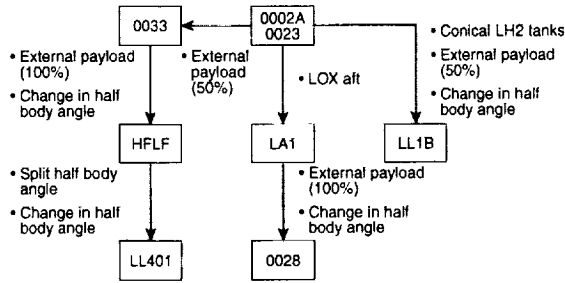 0033
0002A
0023
• External payload
(100%)
• Change in half
body angle
• External
payload
(50%)
• LOX aft
• Conical LH2 tanks
• External payload
(50%)
• Change in half
body angle
HFLF
LA1
LL1B
• Split half body
angle
• Change in half
body angle
• External payload
(100%)
• Change in half
body angle
LL401
0028